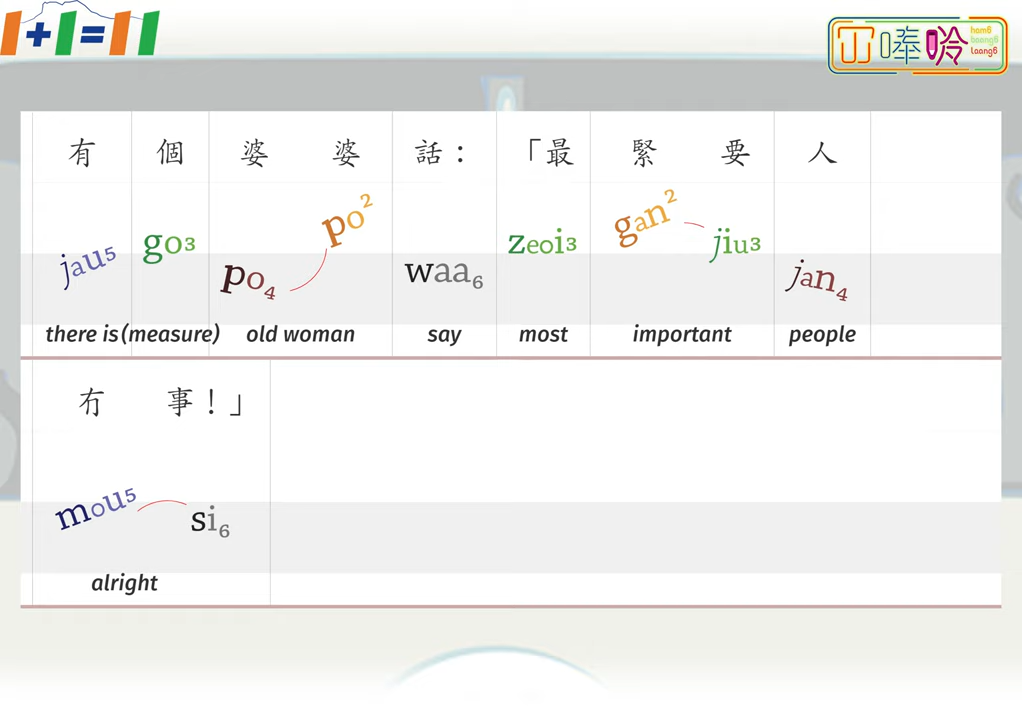 1+1=11
冚唪唥
ham6
baang6
laang6
有 個 婆 婆 話：「最 緊 要 人
jau5 go3 po4 po2 waa6 zeoi3 gan2 jiu3 jan4
there is (measure) old woman say most important people
冇 事！」
mou5 si6
alright